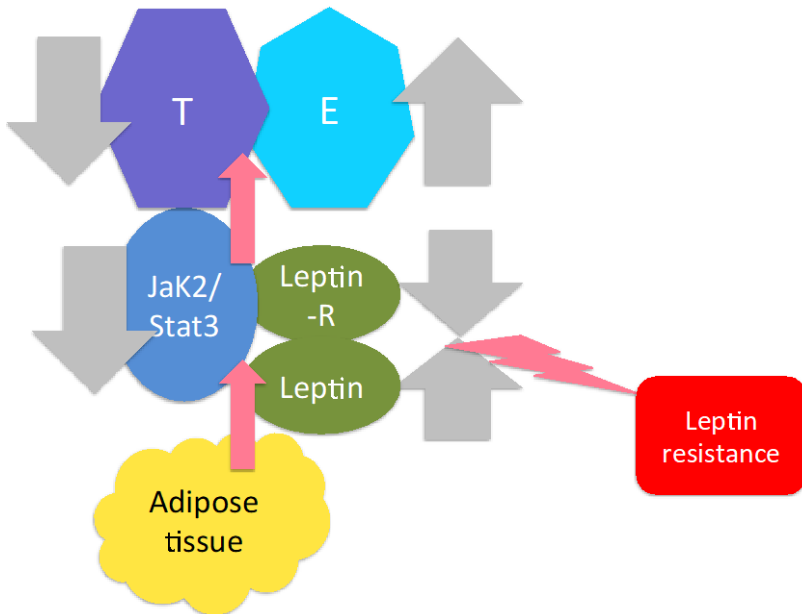 T
E
JaK2/
Stat3
Leptin
-R
Leptin
Leptin
resistance
Adipose
tissue